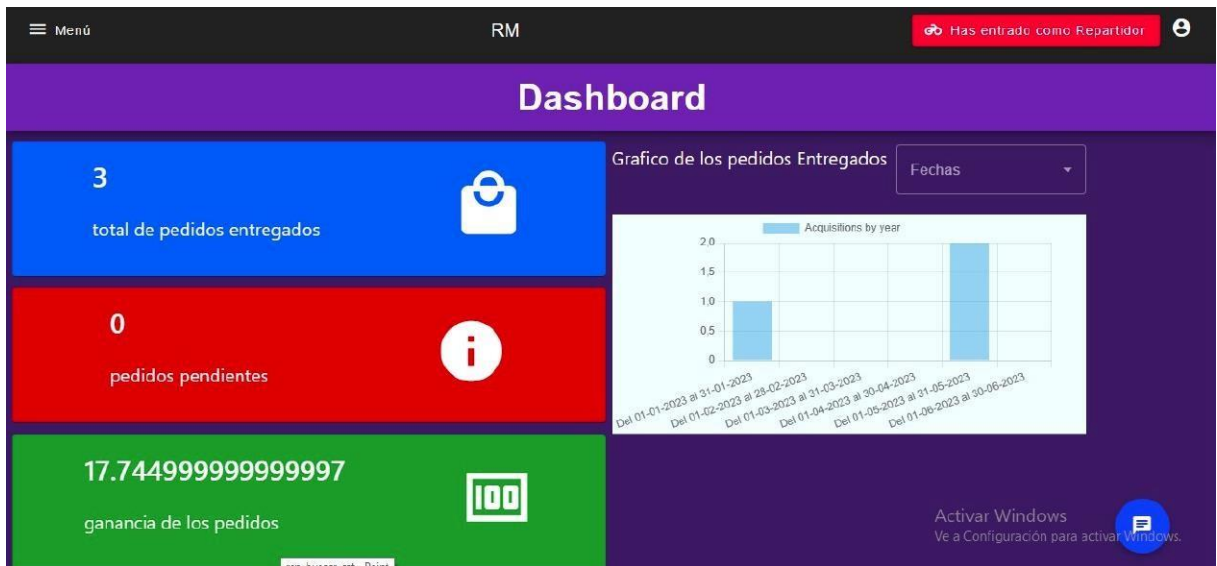 Menú
RM
Has entrado como Repartidor
Dashboard
3
total de pedidos entregados
0
pedidos pendientes
17.744999999999997
100
ganancia de los pedidos
Grafico de los pedidos Entregados
Fechas
Acquisitions by year
2.0
1.5
1.0
0.5
0
Del 01-01-2023 al 31-01-2023
Del 01-02-2023 al 28-02-2023
Del 01-03-2023 al 31-03-2023
Del 01-04-2023 al 30-04-2023
Del 01-05-2023 al 31-05-2023
Del 01-06-2023 al 30-06-2023
Activar Windows
Ve a Configuración para activar Windows.